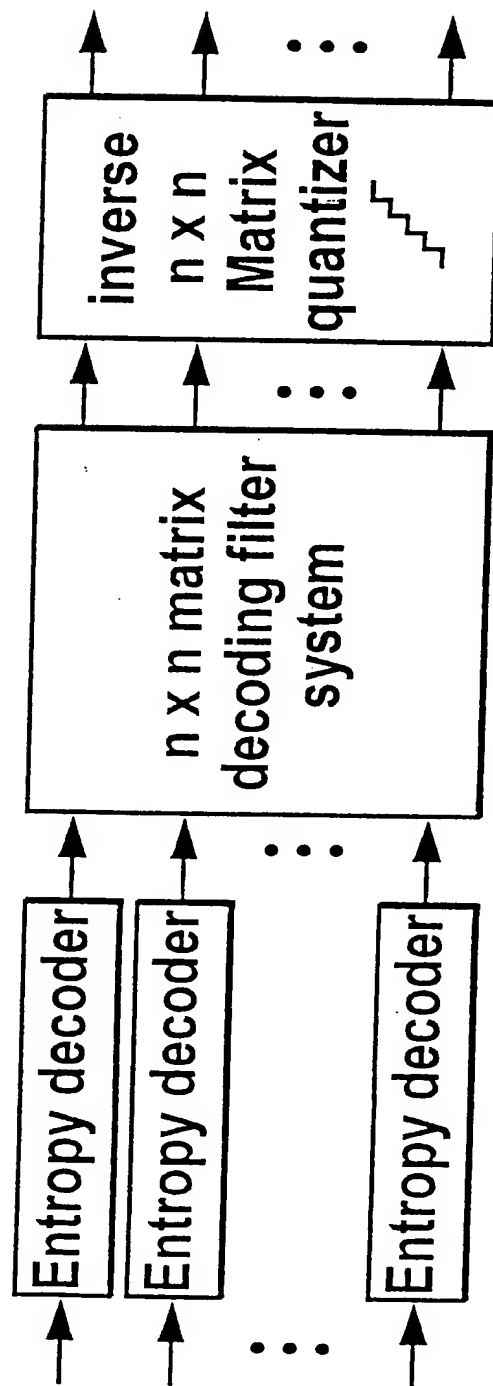 Entropy decoder
Entropy decoder
Entropy decoder
n x n matrix
decoding filter
system
inverse
n x n
Matrix
quantizer